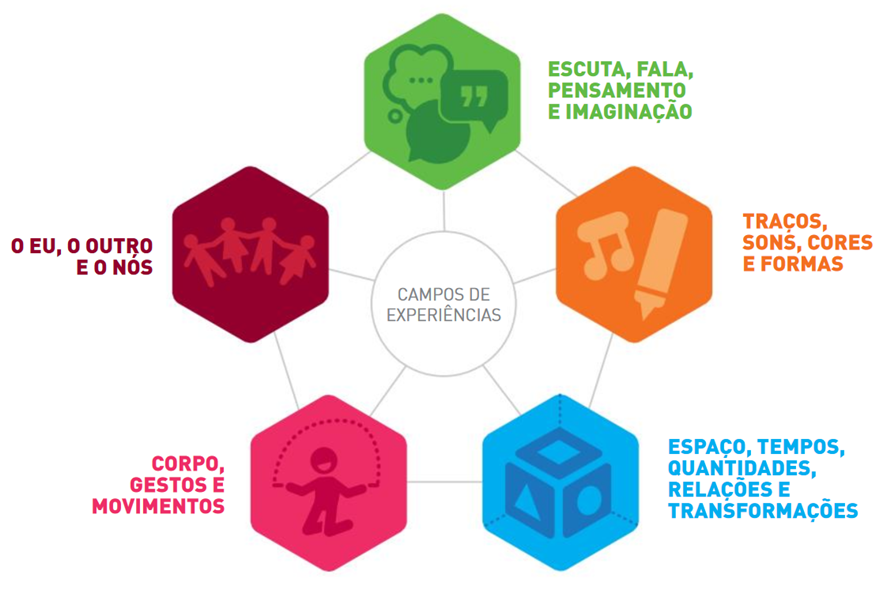 ESCUTA, FALA,
PENSAMENTO
E IMAGINAÇÃO
TRAÇOS,
SONS, CORES
E FORMAS
O EU, O OUTRO
E O NÓS
CAMPOS DE
EXPERIÊNCIAS
ESPAÇO, TEMPOS,
QUANTIDADES,
RELAÇÕES E
TRANSFORMAÇÕES
CORPO,
GESTOS E
MOVIMENTOS